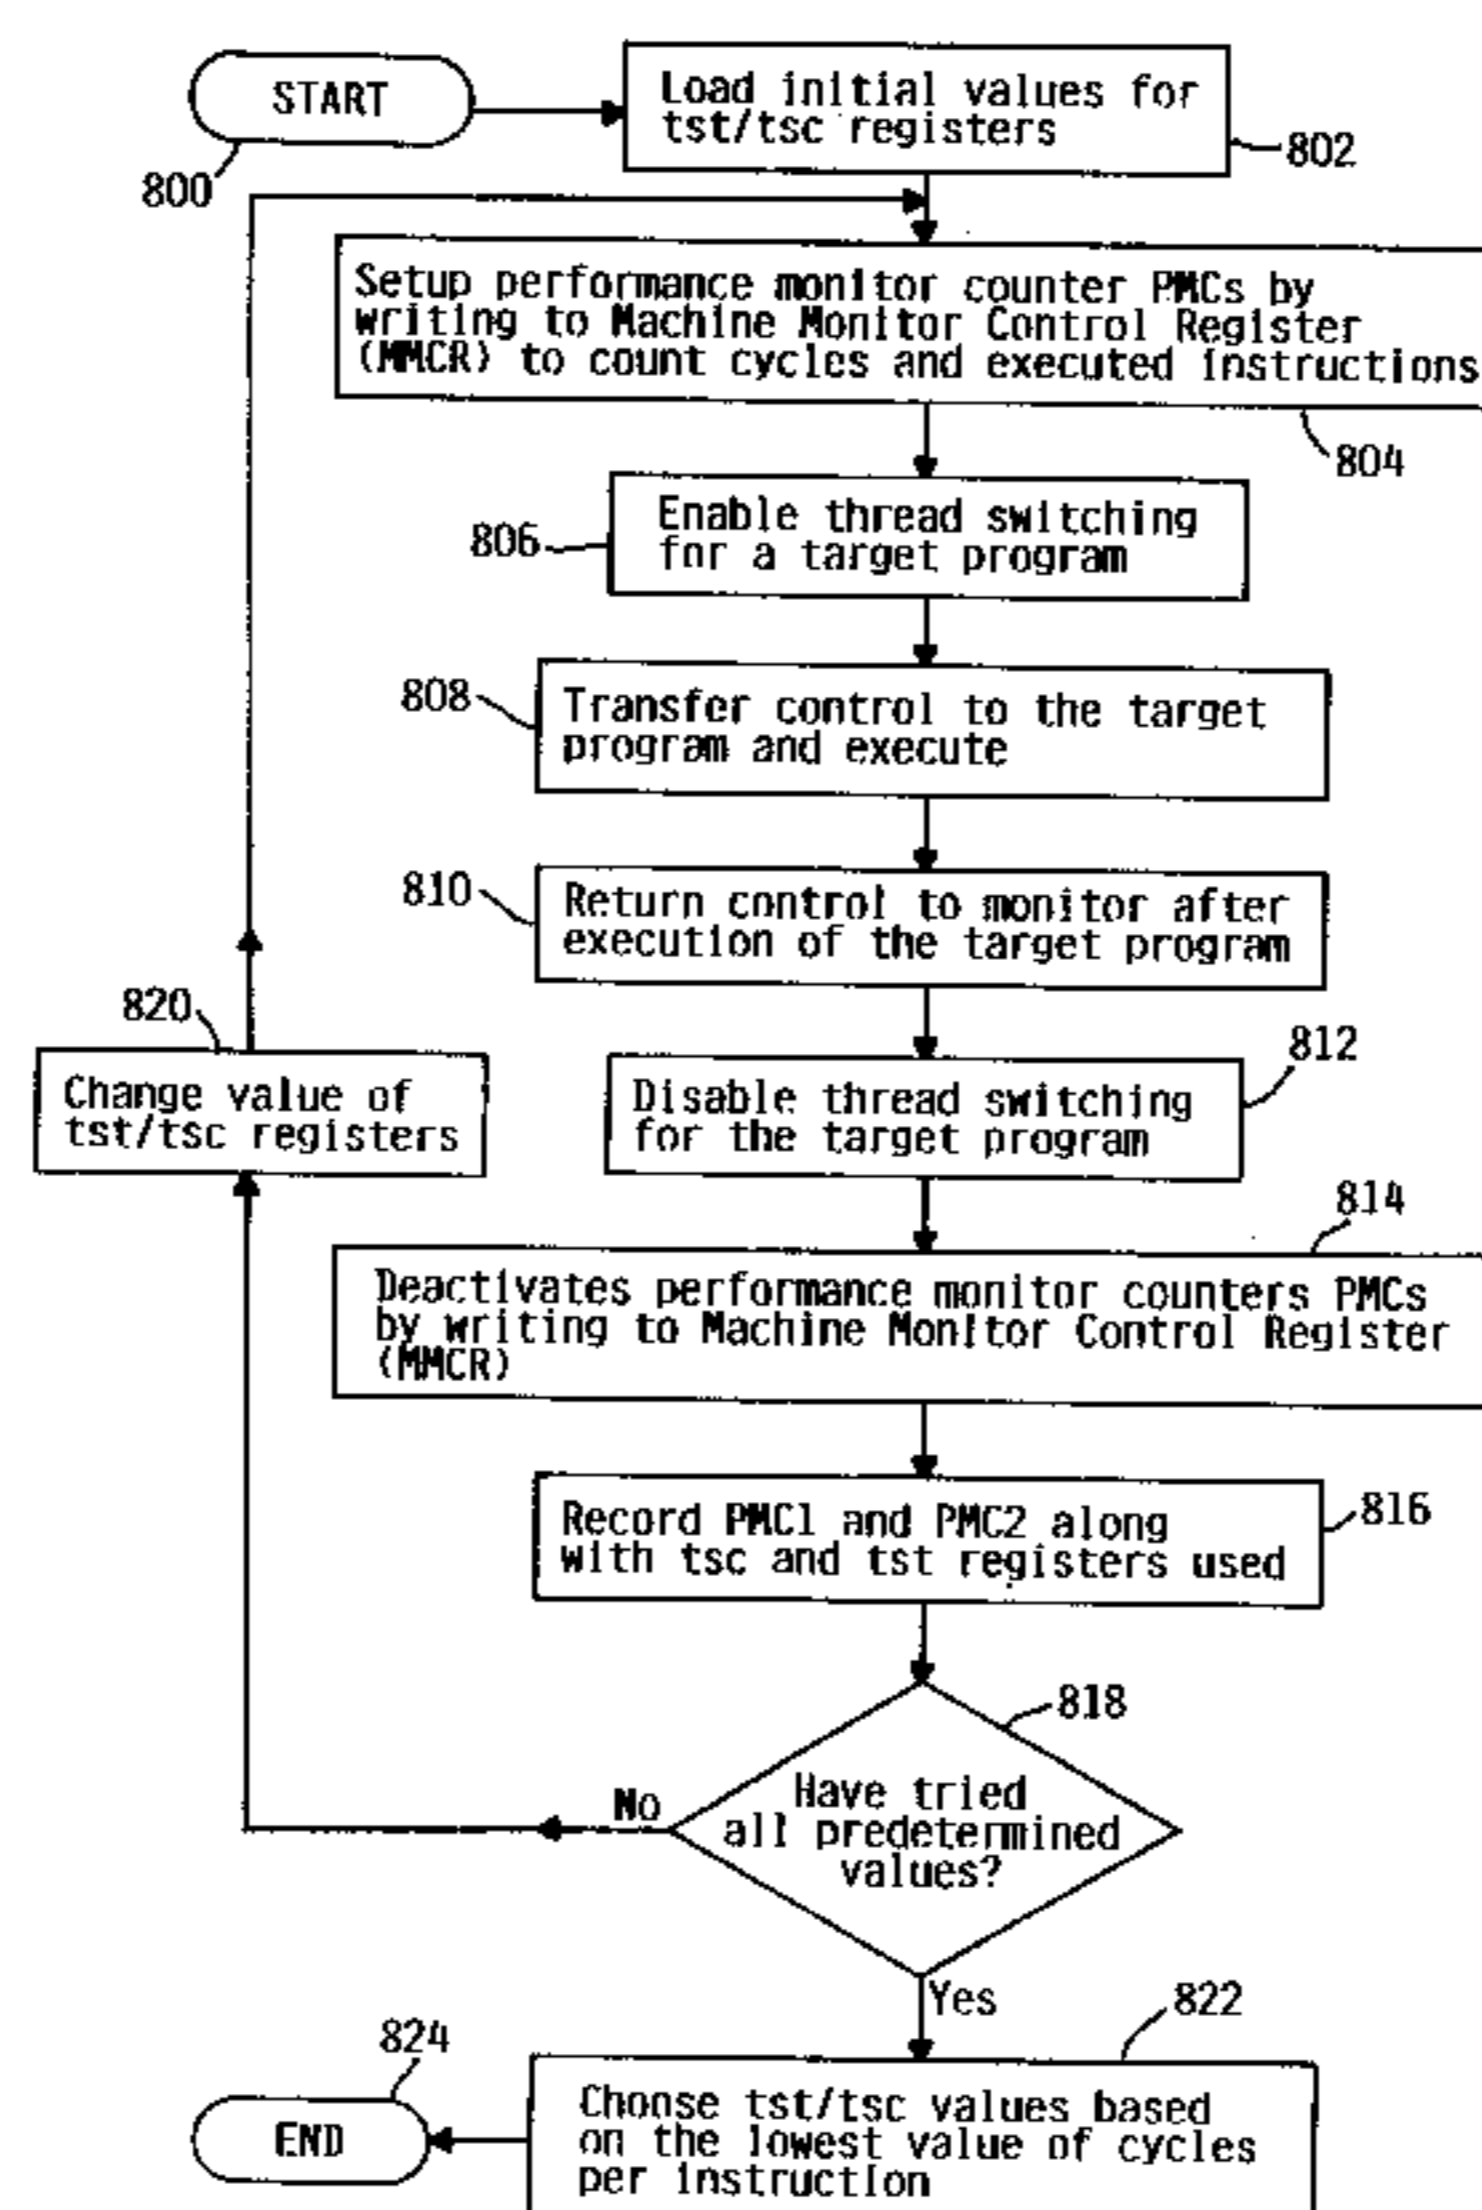 START
800
Load initial values for
tst/tsc registers
802
Setup performance monitor counter PMCs by
writing to Machine Monitor Control Register
(MMCR) to count cycles and executed instructions
804
Enable thread switching
for a target program
806
808
Transfer control to the target
program and execute
810
Return control to monitor after
execution of the target program
820
Change value of
tst/tsc registers
812
Disable thread switching
for the target program
814
Deactivates performance monitor counters PMCs
by writing to Machine Monitor Control Register
(MMCR)
Record PMC1 and PMC2 along
with tsc and tst registers used
816
818
No
Have tried
all predetermined
values?
Yes
822
824
END
Choose tst/tsc values based
on the lowest value of cycles
per instruction